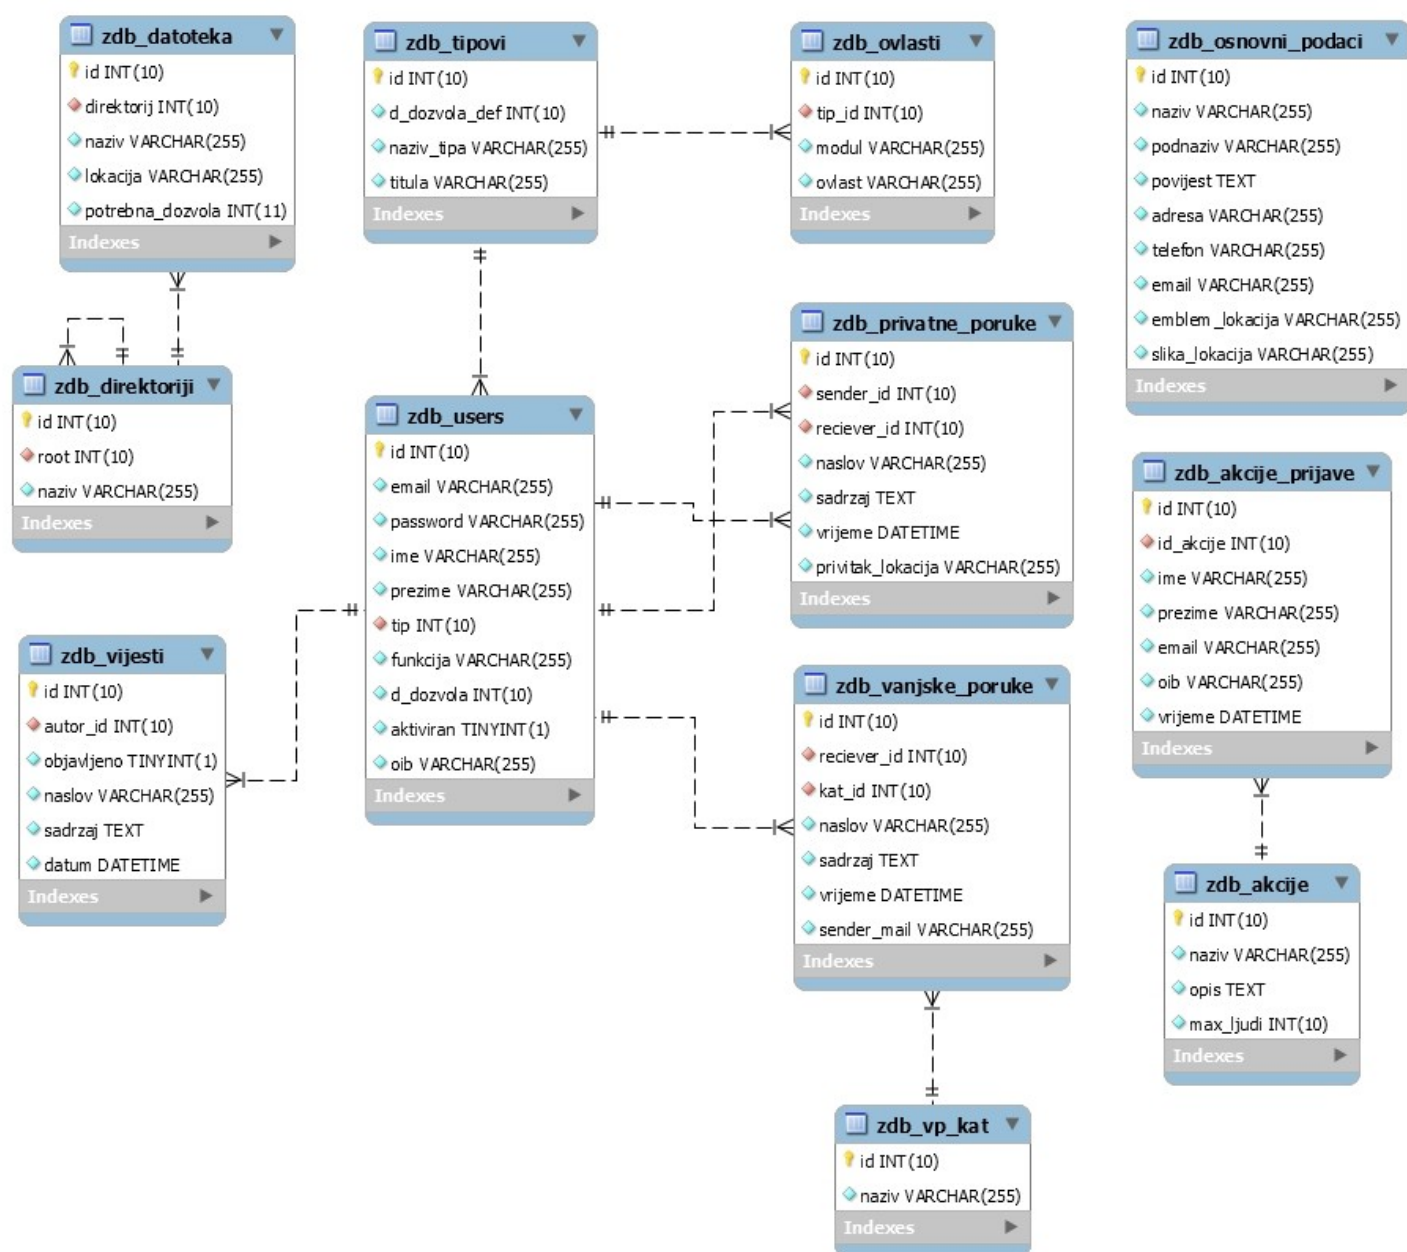 zdb_datoteka
id INT(10)
direktorij INT(10)
naziv VARCHAR(255)
lokacija VARCHAR(255)
potrebna_dozvola INT(11)
Indexes
zdb_tipovi
id INT(10)
d_dozvola_def INT(10)
naziv_tipa VARCHAR(255)
titula VARCHAR(255)
Indexes
zdb_ovlasti
id INT(10)
tip_id INT(10)
modul VARCHAR(255)
ovlast VARCHAR(255)
Indexes
zdb_osnovni_podaci
id INT(10)
naziv VARCHAR(255)
podnaziv VARCHAR(255)
povijest TEXT
adresa VARCHAR(255)
telefon VARCHAR(255)
email VARCHAR(255)
emblem_lokacija VARCHAR(255)
slika_lokacija VARCHAR(255)
Indexes
zdb_direktoriji
id INT(10)
root INT(10)
naziv VARCHAR(255)
Indexes
zdb_users
id INT(10)
email VARCHAR(255)
password VARCHAR(255)
ime VARCHAR(255)
prezime VARCHAR(255)
tip INT(10)
funkcija VARCHAR(255)
d_dozvola INT(10)
aktiviran TINYINT(1)
oib VARCHAR(255)
Indexes
zdb_privatne_poruke
id INT(10)
sender_id INT(10)
reciever_id INT(10)
naslov VARCHAR(255)
sadrzaj TEXT
vrijeme DATETIME
privitak_lokacija VARCHAR(255)
Indexes
zdb_akcije_prijave
id INT(10)
id_akcije INT(10)
ime VARCHAR(255)
prezime VARCHAR(255)
email VARCHAR(255)
oib VARCHAR(255)
vrijeme DATETIME
Indexes
zdb_vijesti
id INT(10)
autor_id INT(10)
objavljeno TINYINT(1)
naslov VARCHAR(255)
sadrzaj TEXT
datum DATETIME
Indexes
zdb_vanjske_poruke
id INT(10)
reciever_id INT(10)
kat_id INT(10)
naslov VARCHAR(255)
sadrzaj TEXT
vrijeme DATETIME
sender_mail VARCHAR(255)
Indexes
zdb_akcije
id INT(10)
naziv VARCHAR(255)
opis TEXT
max_ljudi INT(10)
Indexes
zdb_vp_kat
id INT(10)
naziv VARCHAR(255)
Indexes